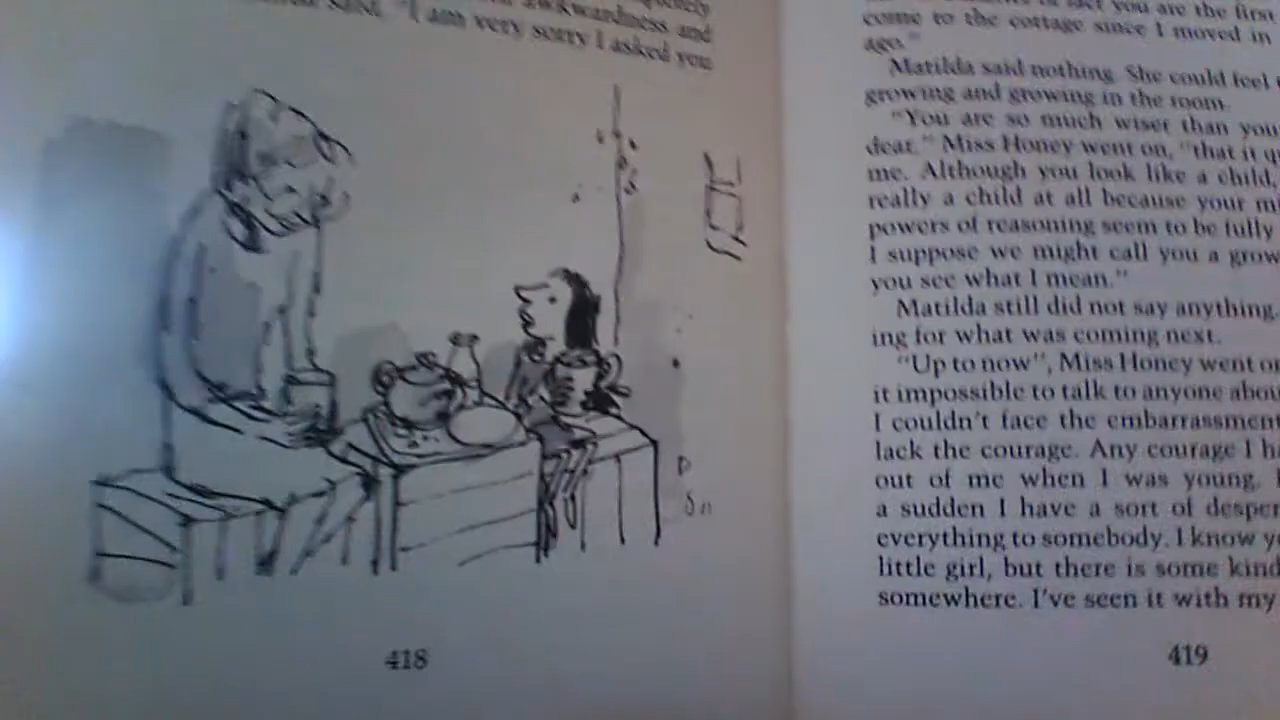 awkwardness and
said, "I am very sorry I asked you
418
fact you are the first
come to the cottage since I moved in
ago."
Matilda said nothing. She could feel
growing and growing in the room.
"You are so much wiser than you
dear," Miss Honey went on, "that it
me. Although you look like a child,
really a child at all because your
powers of reasoning seem to be fully
I suppose we might call you a
you see what I mean."
Matilda still did not say anything.
ing for what was coming next.
"Up to now", Miss Honey went
it impossible to talk to anyone
I couldn't face the embarrassment
lack the courage. Any courage I
out of me when I was young.
a sudden I have a sort of
everything to somebody. I know
little girl, but there is some
somewhere. I've seen it with my
419